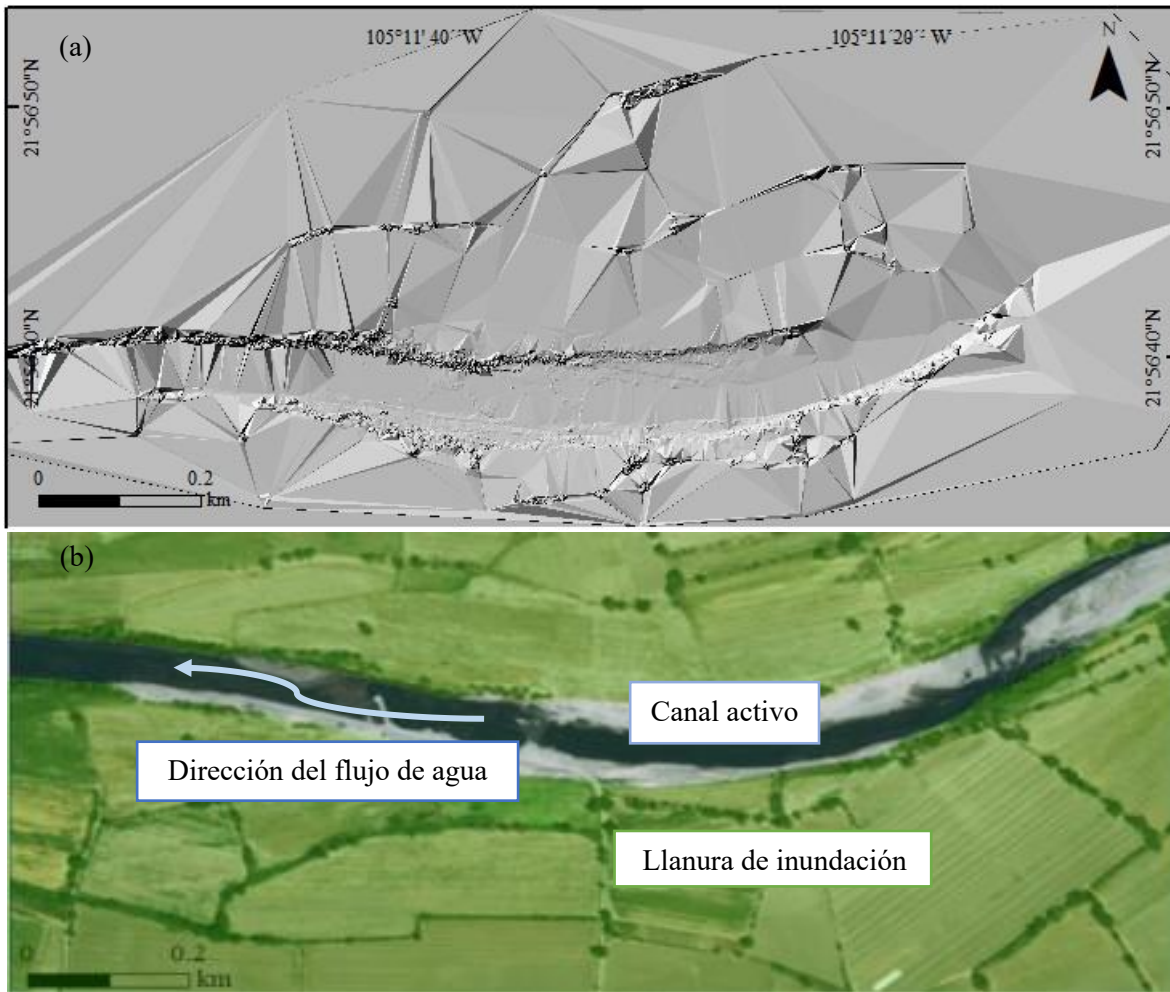 (a)
105°11' 40´´ W
105°11' 20´´ W
N
21 °56'50"N
21 °56'50"N
21 °56'40"N
0
0.2
km
(b)
Canal activo
Dirección del flujo de agua
Llanura de inundación
0
0.2
km